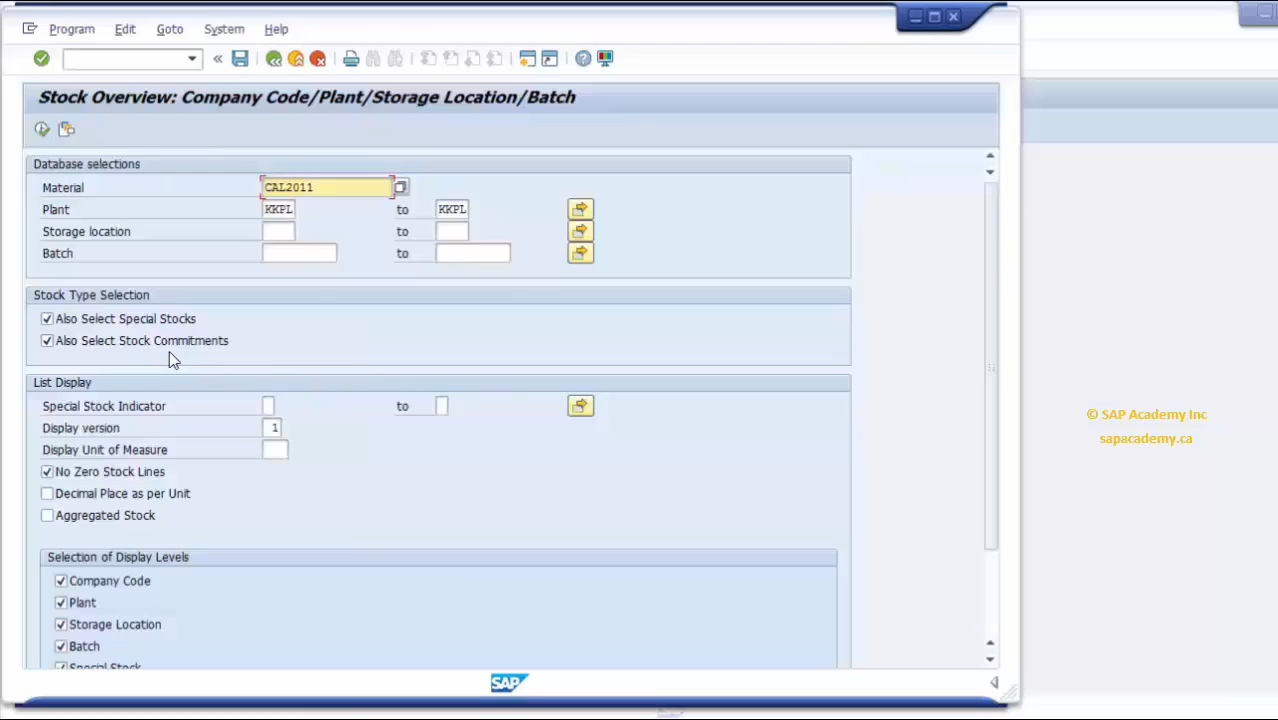 Program Edit Goto System Help
Stock Overview: Company Code/Plant/Storage Location/Batch
Database selections
Material CAL2011
Plant KKPL to KKPL
Storage location to
Batch to
Stock Type Selection
Also Select Special Stocks
Also Select Stock Commitments
List Display
Special Stock Indicator to
Display version 1
Display Unit of Measure
No Zero Stock Lines
Decimal Place as per Unit
Aggregated Stock
Selection of Display Levels
Company Code
Plant
Storage Location
Batch
Special Stock
SAP
© SAP Academy Inc
sapacademy.ca